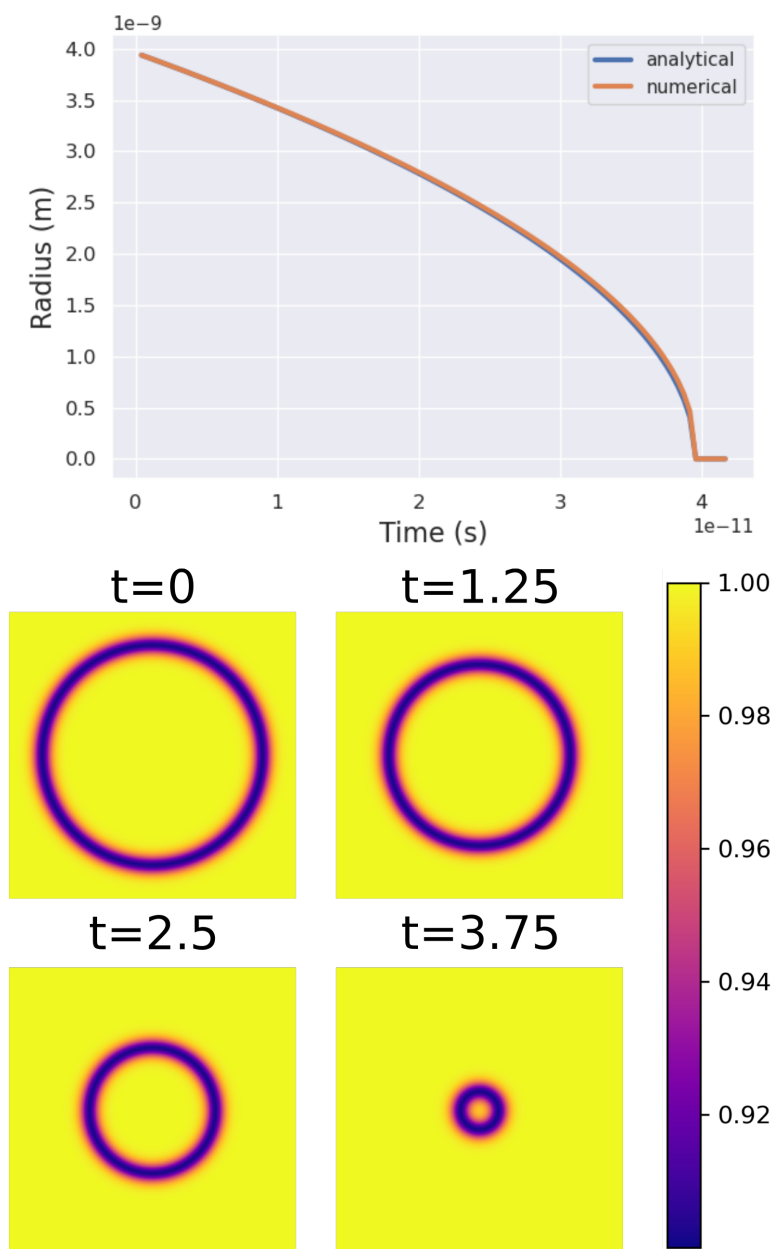 1e−9
4.0
3.5
3.0
2.5
2.0
1.5
1.0
0.5
0.0
Radius (m)
analytical
numerical
0 1 2 3 4
1e−11
Time (s)
t=0 t=1.25
t=2.5 t=3.75
1.00
0.98
0.96
0.94
0.92